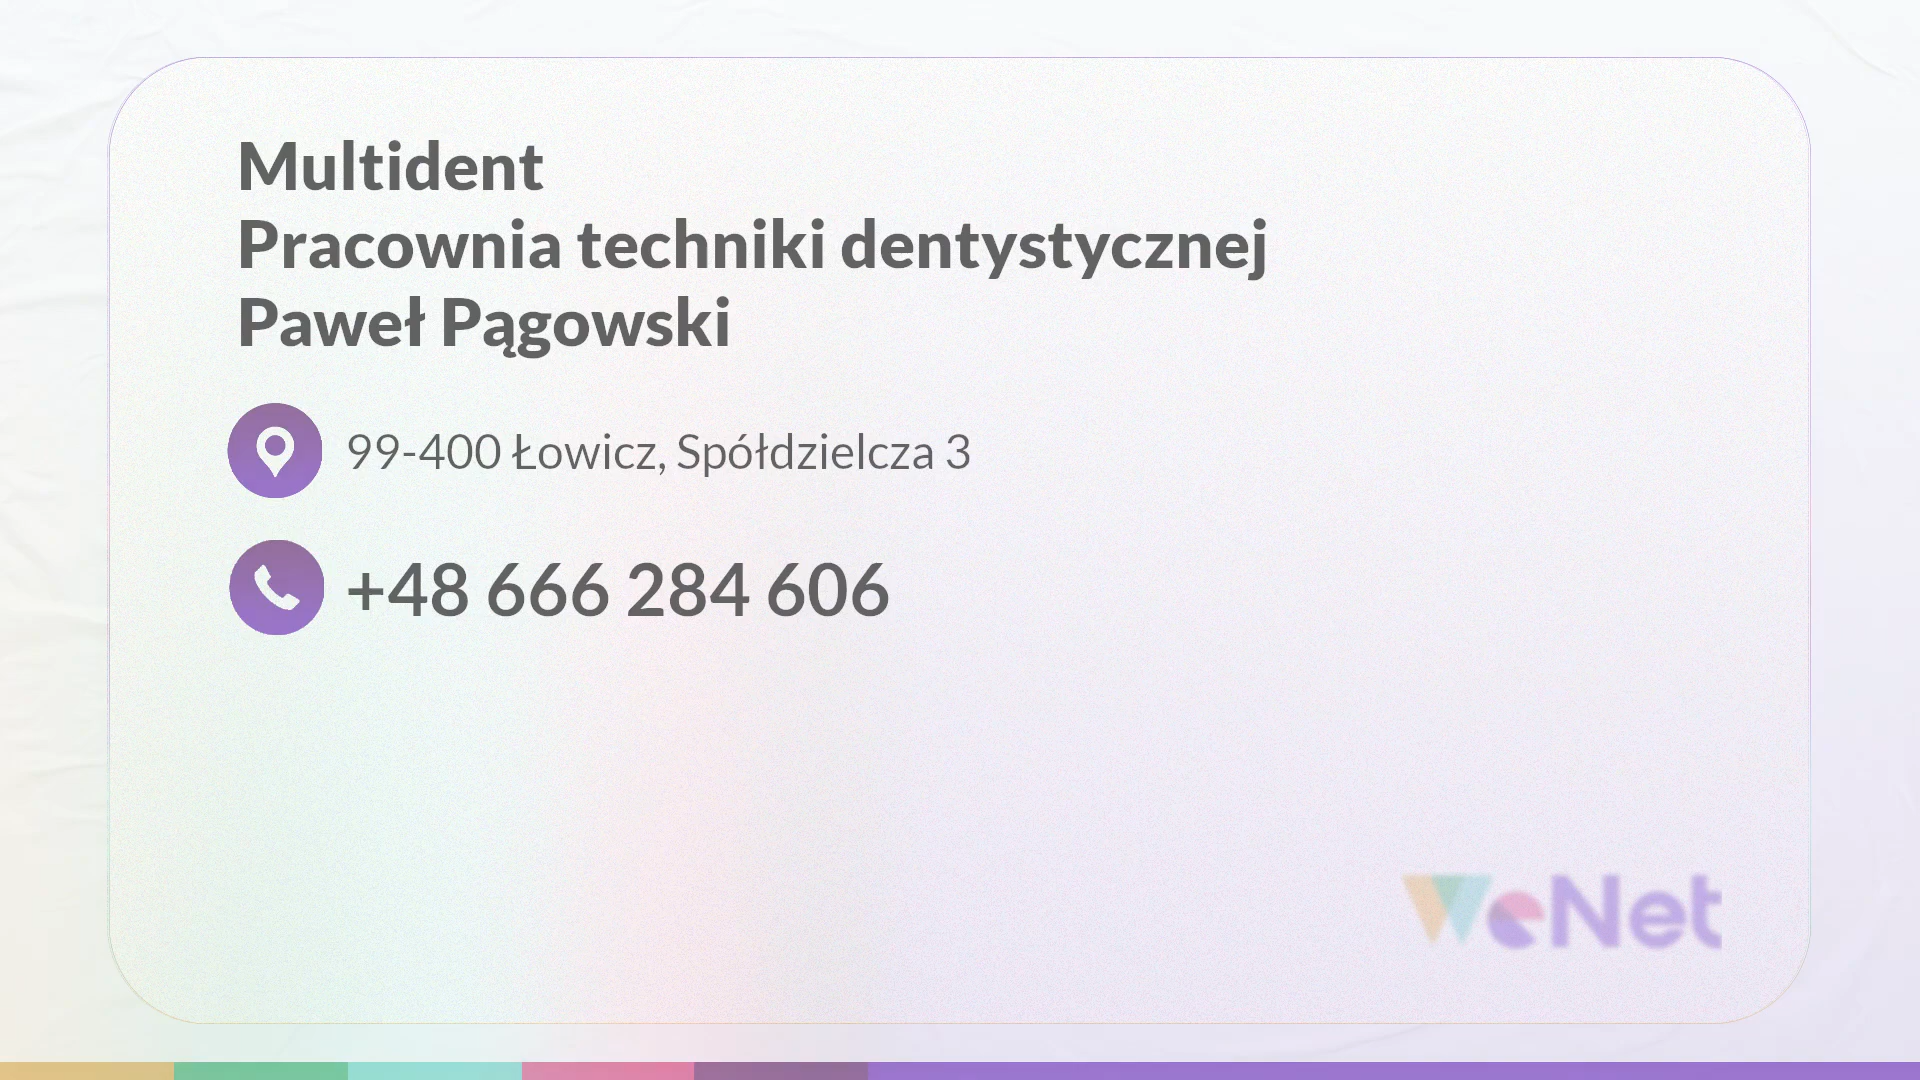 Multident
Pracownia techniki dentystycznej
Paweł Pągowski
99-400 Łowicz, Spółdzielcza 3
+48 666 284 606
WeNet